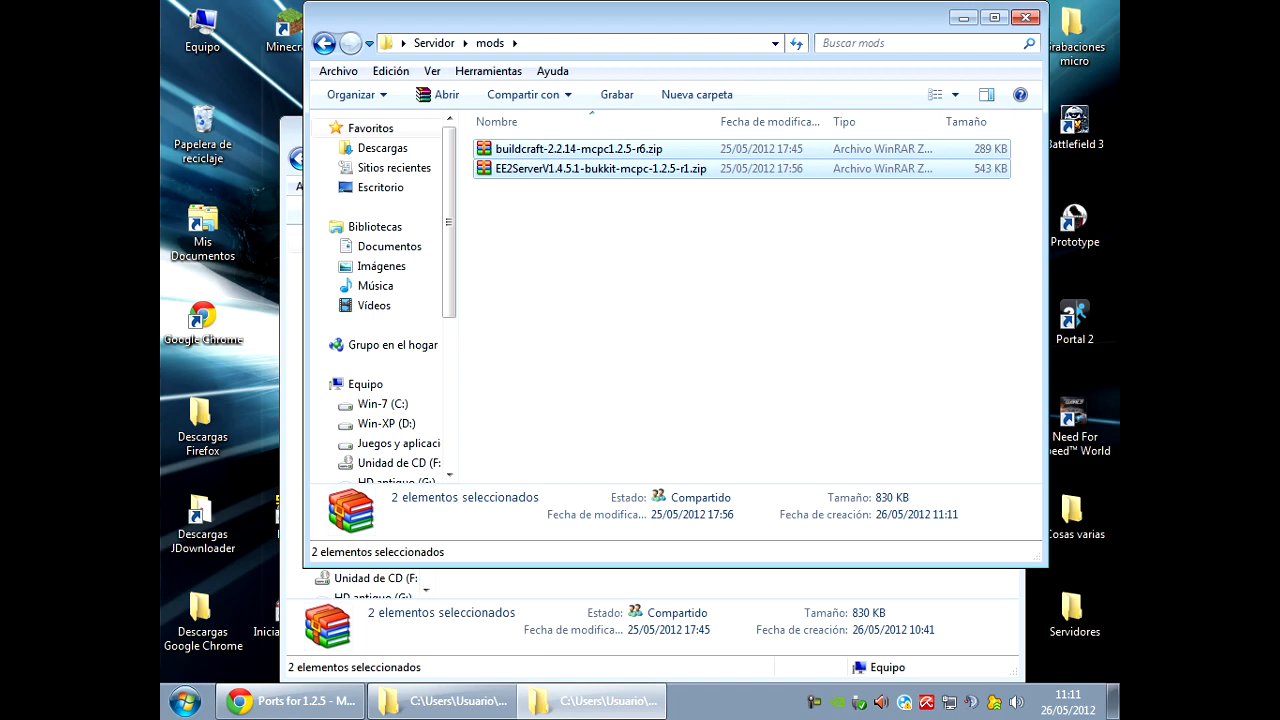 Equipo
Papelera de
reciclaje
Mis
Documentos
Google Chrome
Descargas
Firefox
Descargas
JDownloader
Descargas
Google Chrome
Minecr
Inicia
Servidor
mods
Buscar mods
Archivo
Edición
Ver
Herramientas
Ayuda
Organizar
Abrir
Compartir con
Grabar
Nueva carpeta
Favoritos
Descargas
Sitios recientes
Escritorio
Bibliotecas
Documentos
Imágenes
Música
Vídeos
Grupo en el hogar
Equipo
Win-7 (C:)
Win-XP (D:)
Juegos y aplicaci
Unidad de CD (F:
HD antiguo (G:)
Nombre Fecha de modifica... Tipo Tamaño
buildcraft-2.2.14-mcpc1.2.5-r6.zip 25/05/2012 17:45 Archivo WinRAR Z... 289 KB
EE2ServerV1.4.5.1-bukkit-mcpc-1.2.5-r1.zip 25/05/2012 17:56 Archivo WinRAR Z... 543 KB
2 elementos seleccionados Estado: Compartido Tamaño: 830 KB
Fecha de modifica... 25/05/2012 17:56 Fecha de creación: 26/05/2012 11:11
2 elementos seleccionados
Unidad de CD (F:
HD antiguo (G:)
2 elementos seleccionados Estado: Compartido Tamaño: 830 KB
Fecha de modifica... 25/05/2012 17:45 Fecha de creación: 26/05/2012 10:41
2 elementos seleccionados Equipo
Grabaciones
micro
Battlefield 3
Prototype
Portal 2
Need For
Speed™ World
Cosas varias
Servidores
Ports for 1.2.5 - M...
C:\Users\Usuario\...
C:\Users\Usuario\...
11:11
26/05/2012